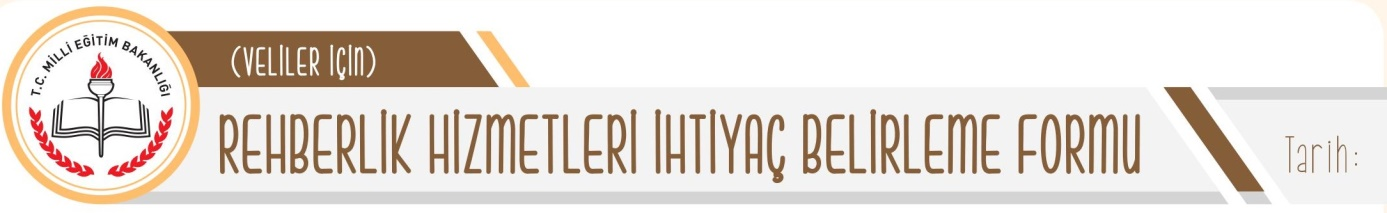 T.C. MİLLİ EĞİTİM BAKANLIĞI
(VELİLER İÇİN)
REHBERLİK HİZMETLERİ İHTİYAÇ BELİRLEME FORMU
Tarih: